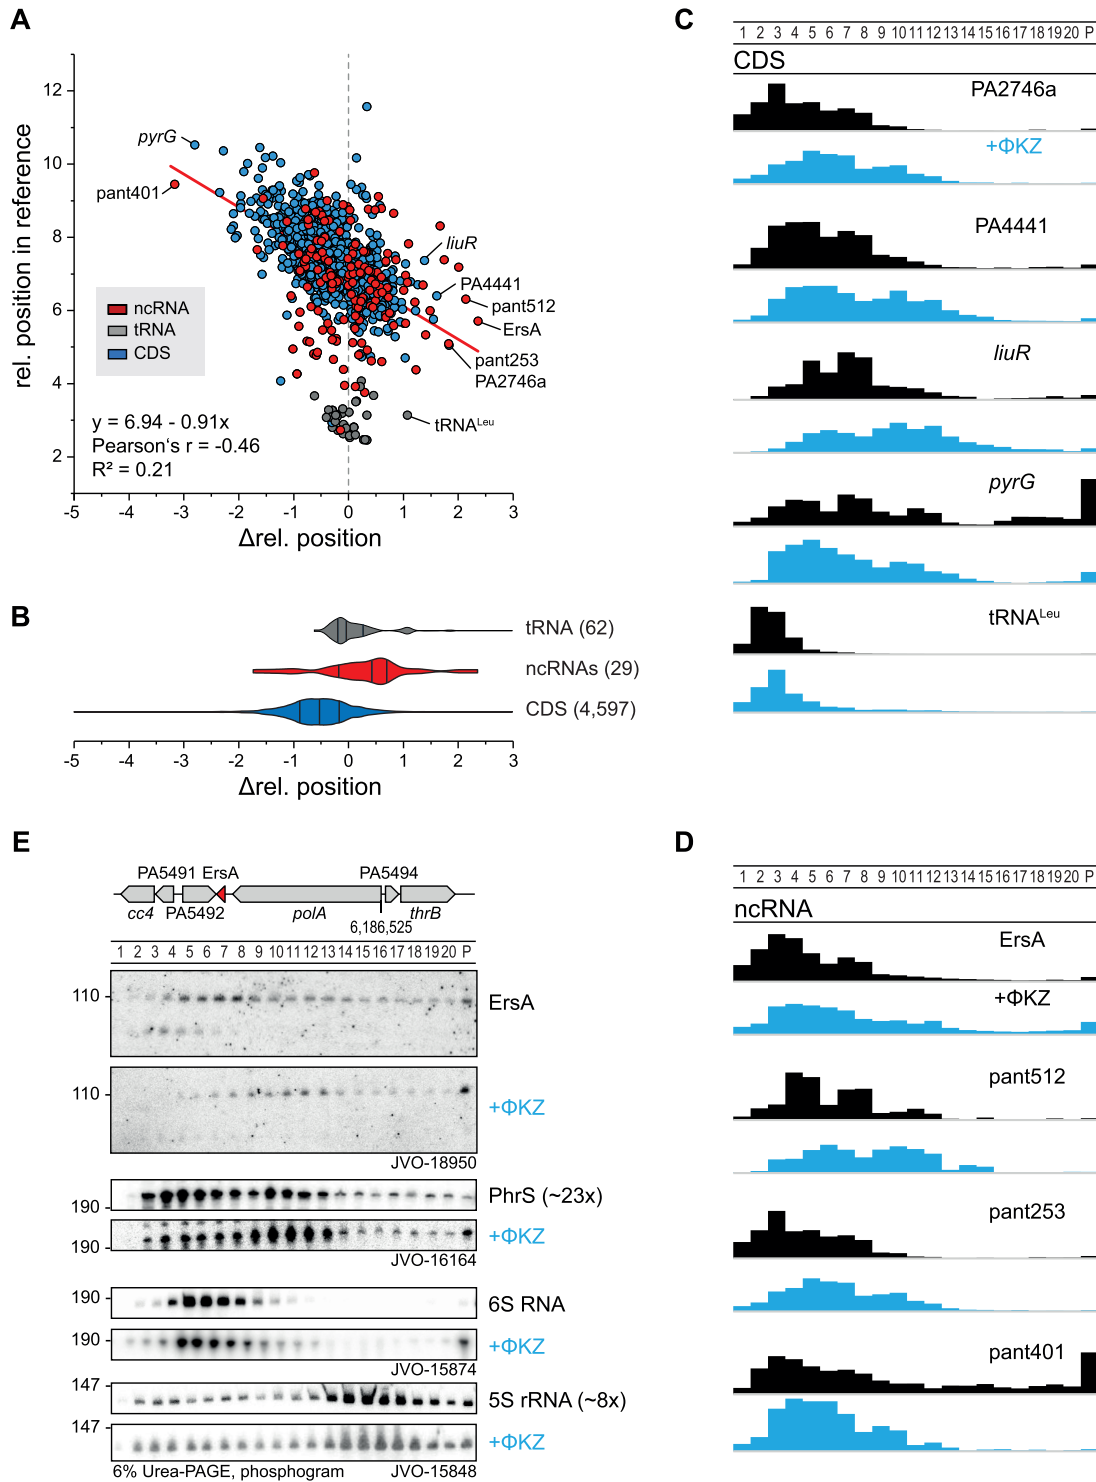 A
rel. position in reference
12
10
8
6
4
2
pyrG
pant401
liuR
PA4441
pant512
ErsA
pant253
PA2746a
tRNA^Leu
ncRNA
tRNA
CDS
y = 6.94 - 0.91x
Pearson's r = -0.46
R² = 0.21
-5 -4 -3 -2 -1 0 1 2 3
Δrel. position
B
tRNA (62)
ncRNAs (29)
CDS (4,597)
-5 -4 -3 -2 -1 0 1 2 3
Δrel. position
C
1 2 3 4 5 6 7 8 9 10 11 12 13 14 15 16 17 18 19 20 P
CDS
PA2746a
+ΦKZ
PA4441
liuR
pyrG
tRNA^Leu
D
1 2 3 4 5 6 7 8 9 10 11 12 13 14 15 16 17 18 19 20 P
ncRNA
ErsA
+ΦKZ
pant512
pant253
pant401
E
PA5491 ErsA PA5494
cc4 PA5492 polA thrB
6,186,525
1 2 3 4 5 6 7 8 9 10 11 12 13 14 15 16 17 18 19 20 P
110
ErsA
110
+ΦKZ
JVO-18950
PhrS (~23x)
190
+ΦKZ
190
JVO-16164
190
6S RNA
190
+ΦKZ
JVO-15874
147
5S rRNA (~8x)
147
+ΦKZ
6% Urea-PAGE, phosphogram JVO-15848